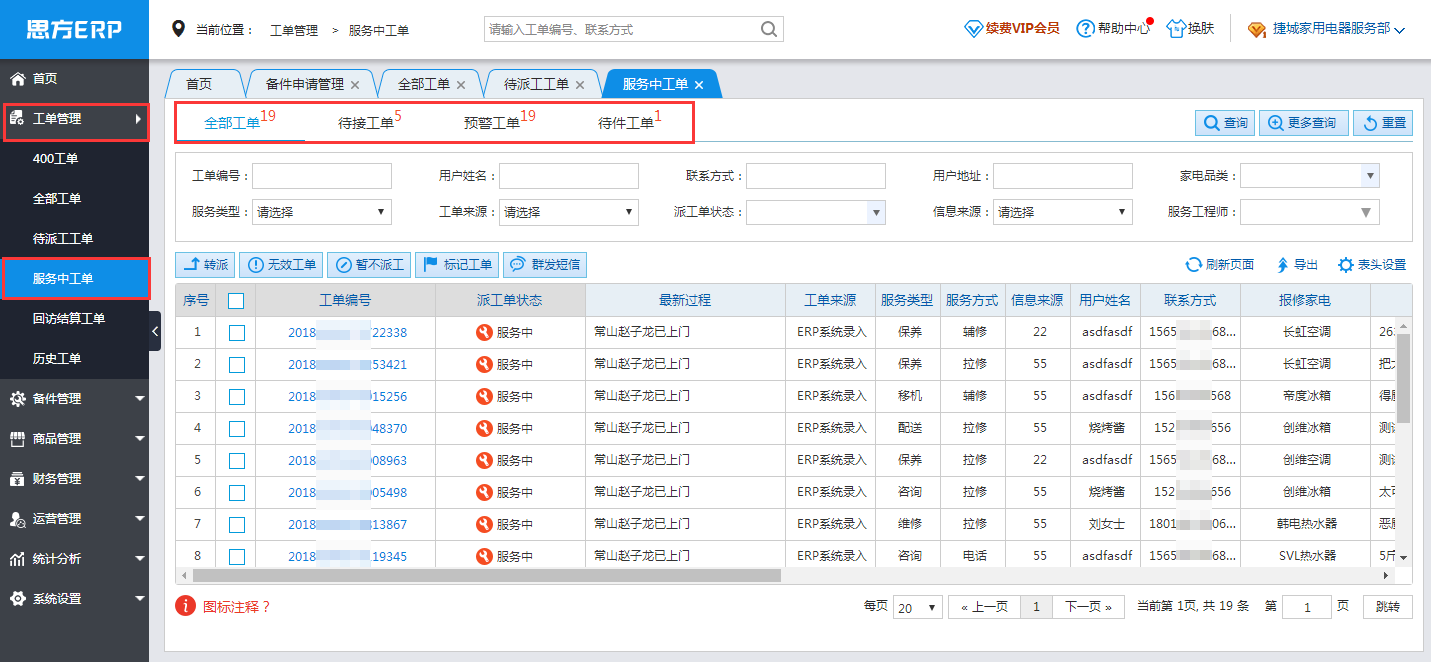 思方ERP
当前位置： 工单管理 > 服务中工单
请输入工单编号、联系方式
续费VIP会员 帮助中心 换肤 捷城家用电器服务部
首页
工单管理
400工单
全部工单
待派工工单
服务中工单
回访结算工单
历史工单
备件管理
商品管理
财务管理
运营管理
统计分析
系统设置
首页 备件申请管理 × 全部工单 × 待派工工单 × 服务中工单 ×
全部工单19 待接工单5 预警工单19 待件工单1
查询 更多查询 重置
工单编号： 用户姓名： 联系方式： 用户地址： 家电品类：
服务类型： 请选择 工单来源： 请选择 派工单状态： 信息来源： 请选择 服务工程师：
转派 无效工单 暂不派工 标记工单 群发短信 刷新页面 导出 表头设置
序号 工单编号 派工单状态 最新过程 工单来源 服务类型 服务方式 信息来源 用户姓名 联系方式 报修家电
1 2018 22338 服务中 常山赵子龙已上门 ERP系统录入 保养 辅修 22 asdfasdf 1565 68... 长虹空调 26
2 2018 53421 服务中 常山赵子龙已上门 ERP系统录入 保养 拉修 55 asdfasdf 1565 68... 长虹空调 把
3 2018 15256 服务中 常山赵子龙已上门 ERP系统录入 移机 辅修 55 asdfasdf 156 568 帝度冰箱 得
4 2018 48370 服务中 常山赵子龙已上门 ERP系统录入 配送 拉修 55 烧烤酱 152 656 创维冰箱 测
5 2018 08963 服务中 常山赵子龙已上门 ERP系统录入 保养 拉修 22 asdfasdf 1565 68... 创维空调 测
6 2018 05498 服务中 常山赵子龙已上门 ERP系统录入 咨询 拉修 55 烧烤酱 152 656 创维冰箱 太
7 2018 13867 服务中 常山赵子龙已上门 ERP系统录入 维修 拉修 55 刘女士 1801 06... 韩电热水器 恶
8 2018 19345 服务中 常山赵子龙已上门 ERP系统录入 咨询 电话 55 asdfasdf 1565 68... SVL热水器 5斤
图标注释？
每页 20 « 上一页 1 下一页 » 当前第 1页, 共 19 条 第 1 页 跳转